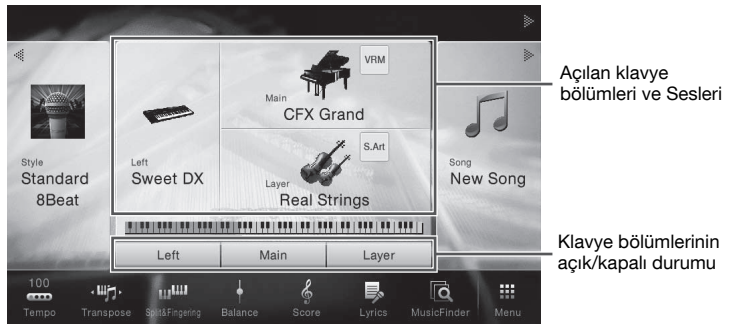 VRM
Main
CFX Grand
S.Art
Style
Standard
8Beat
Left
Sweet DX
Layer
Real Strings
Song
New Song
Left Main Layer
100
Tempo Transpose Split&Fingering Balance Score Lyrics MusicFinder Menu
Açılan klavye
bölümleri ve Sesleri
Klavye bölümlerinin
açık/kapalı durumu